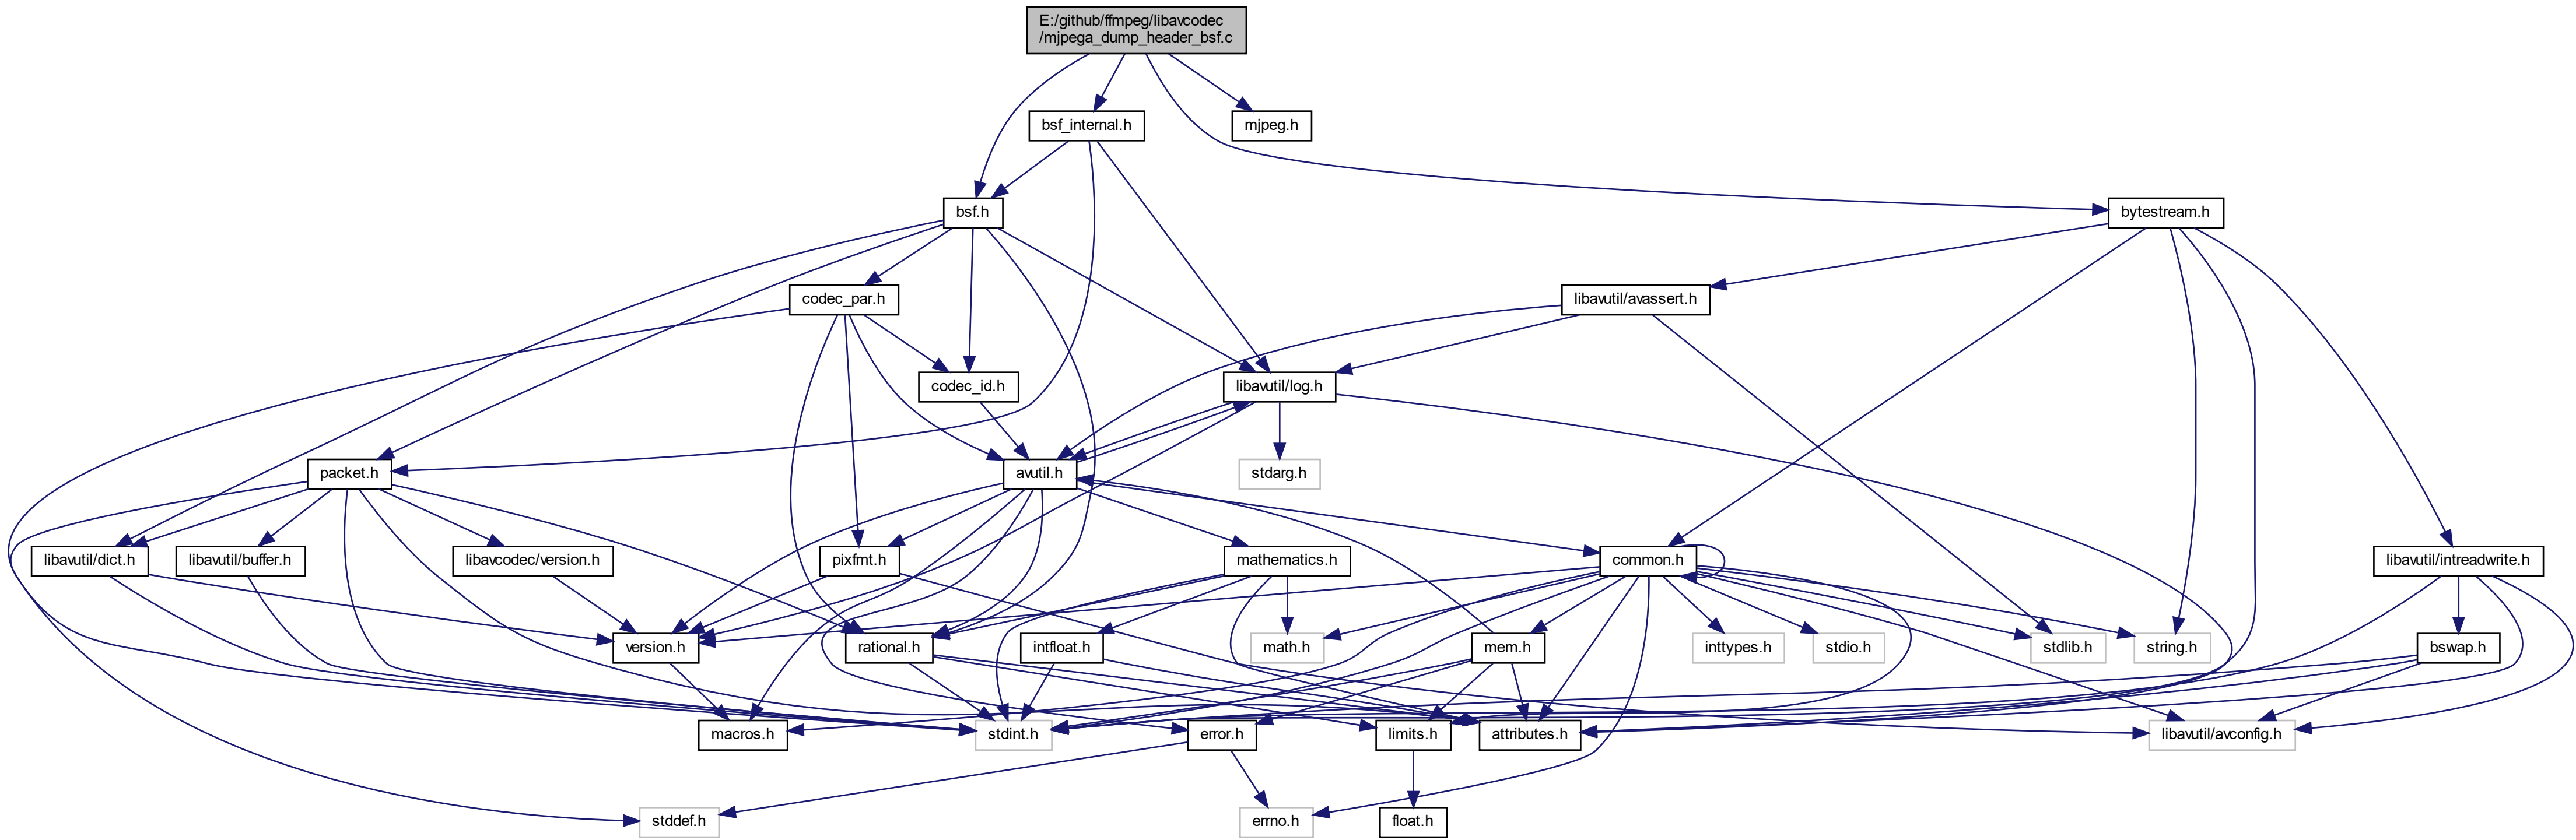 E:/github/ffmpeg/libavcodec
/mjpega_dump_header_bsf.c
bsf_internal.h
mjpeg.h
bsf.h
bytestream.h
codec_par.h
libavutil/avassert.h
codec_id.h
libavutil/log.h
packet.h
avutil.h
stdarg.h
libavutil/dict.h
libavutil/buffer.h
libavcodec/version.h
pixfmt.h
mathematics.h
common.h
libavutil/intreadwrite.h
version.h
rational.h
intfloat.h
math.h
mem.h
inttypes.h
stdio.h
stdlib.h
string.h
bswap.h
macros.h
stdint.h
error.h
limits.h
attributes.h
libavutil/avconfig.h
stddef.h
errno.h
float.h